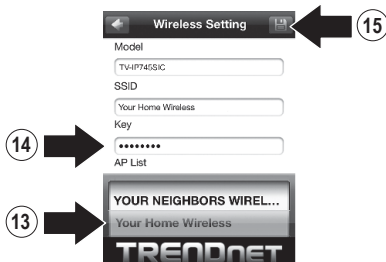 Wireless Setting
15
Model
TV-IP745SIC
SSID
Your Home Wireless
Key
14
••••••••
AP List
YOUR NEIGHBORS WIREL...
13
Your Home Wireless
TRENDNET